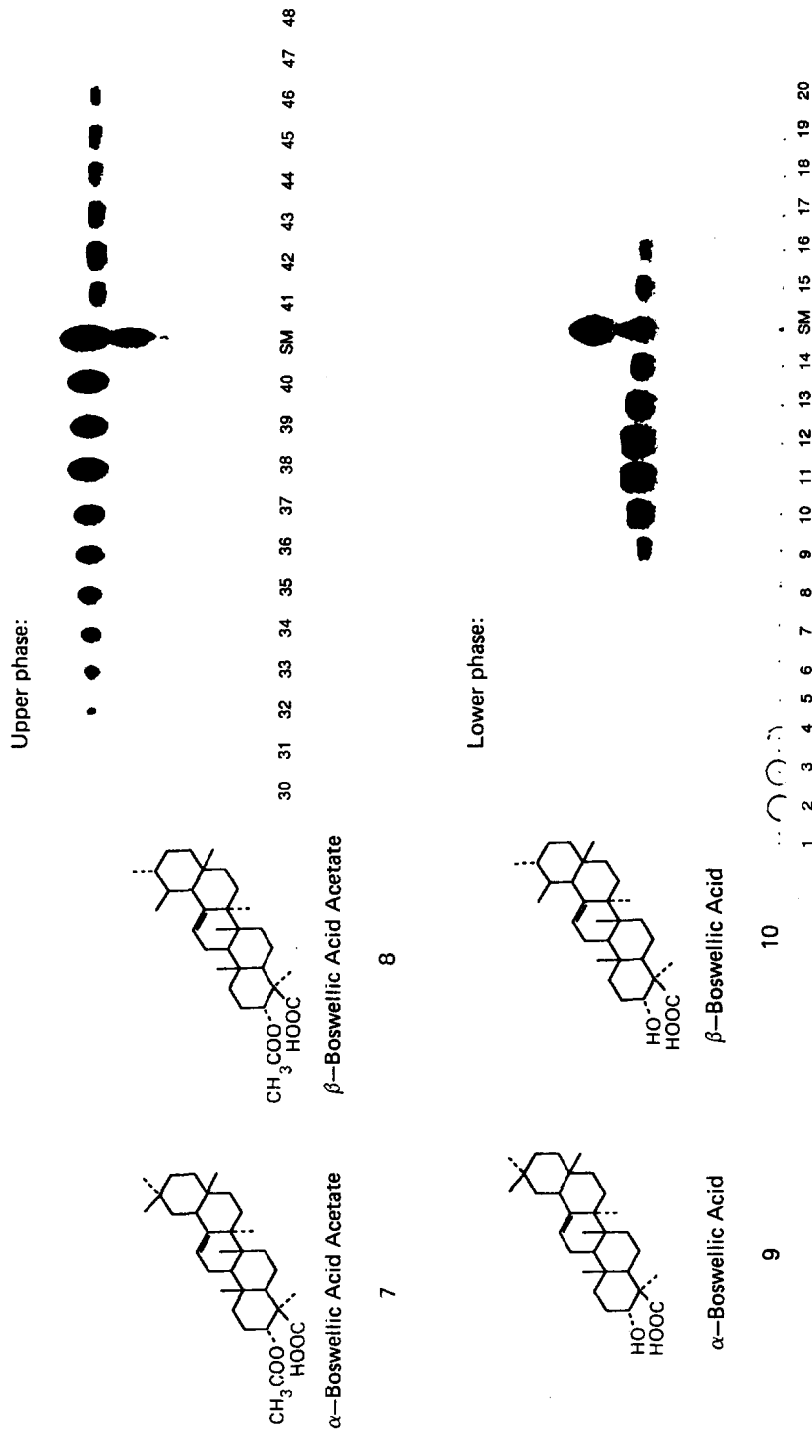 Upper phase:
30 31 32 33 34 35 36 37 38 39 40 SM 41 42 43 44 45 46 47 48
CH3COO
HOOC
α–Boswellic Acid Acetate
7
CH3COO
HOOC
β–Boswellic Acid Acetate
8
Lower phase:
1 2 3 4 5 6 7 8 9 10 11 12 13 14 SM 15 16 17 18 19 20
HO
HOOC
α–Boswellic Acid
9
HO
HOOC
β–Boswellic Acid
10